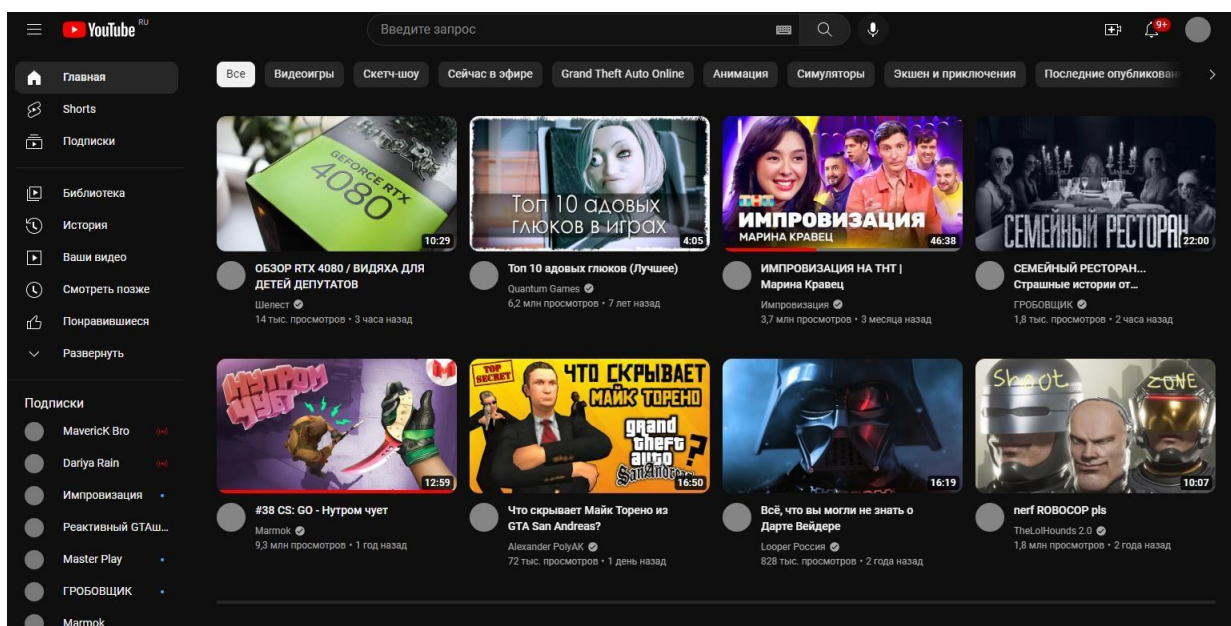 YouTube RU
Введите запрос
9+
Главная
Shorts
Подписки
Библиотека
История
Ваши видео
Смотреть позже
Понравившиеся
Развернуть
Подписки
MavericK Bro
Dariya Rain
Импровизация
Реактивный GTAш...
Master Play
ГРОБОВЩИК
Marmok
Все
Видеоигры
Скетч-шоу
Сейчас в эфире
Grand Theft Auto Online
Анимация
Симуляторы
Экшен и приключения
Последние опубликован
GEFORCE RTX
4080
10:29
ОБЗОР RTX 4080 / ВИДЯХА ДЛЯ
ДЕТЕЙ ДЕПУТАТОВ
Шелест
14 тыс. просмотров • 3 часа назад
Топ 10 адовых
глюков в играх
4:05
Топ 10 адовых глюков (Лучшее)
Quantum Games
6,2 млн просмотров • 7 лет назад
ТНТ
ИМПРОВИЗАЦИЯ
МАРИНА КРАВЕЦ
46:38
ИМПРОВИЗАЦИЯ НА ТНТ |
Марина Кравец
Импровизация
3,7 млн просмотров • 3 месяца назад
СЕМЕЙНЫЙ РЕСТОРАН
22:00
СЕМЕЙНЫЙ РЕСТОРАН...
Страшные истории от...
ГРОБОВЩИК
1,8 тыс. просмотров • 2 часа назад
НУТРОМ
ЧУЕТ
M
12:59
#38 CS: GO - Нутром чует
Marmok
9,3 млн просмотров • 1 год назад
TOP
SECRET
ЧТО СКРЫВАЕТ
МАЙК ТОРЕНО
grand
theft
auto
SanAndreas
?
16:50
Что скрывает Майк Торено из
GTA San Andreas?
Alexander PolyAK
72 тыс. просмотров • 1 день назад
16:19
Всё, что вы могли не знать о
Дарте Вейдере
Looper Россия
828 тыс. просмотров • 2 года назад
Shoot ZONE
10:07
nerf ROBOCOP pls
TheLolHounds 2.0
1,8 млн просмотров • 2 года назад